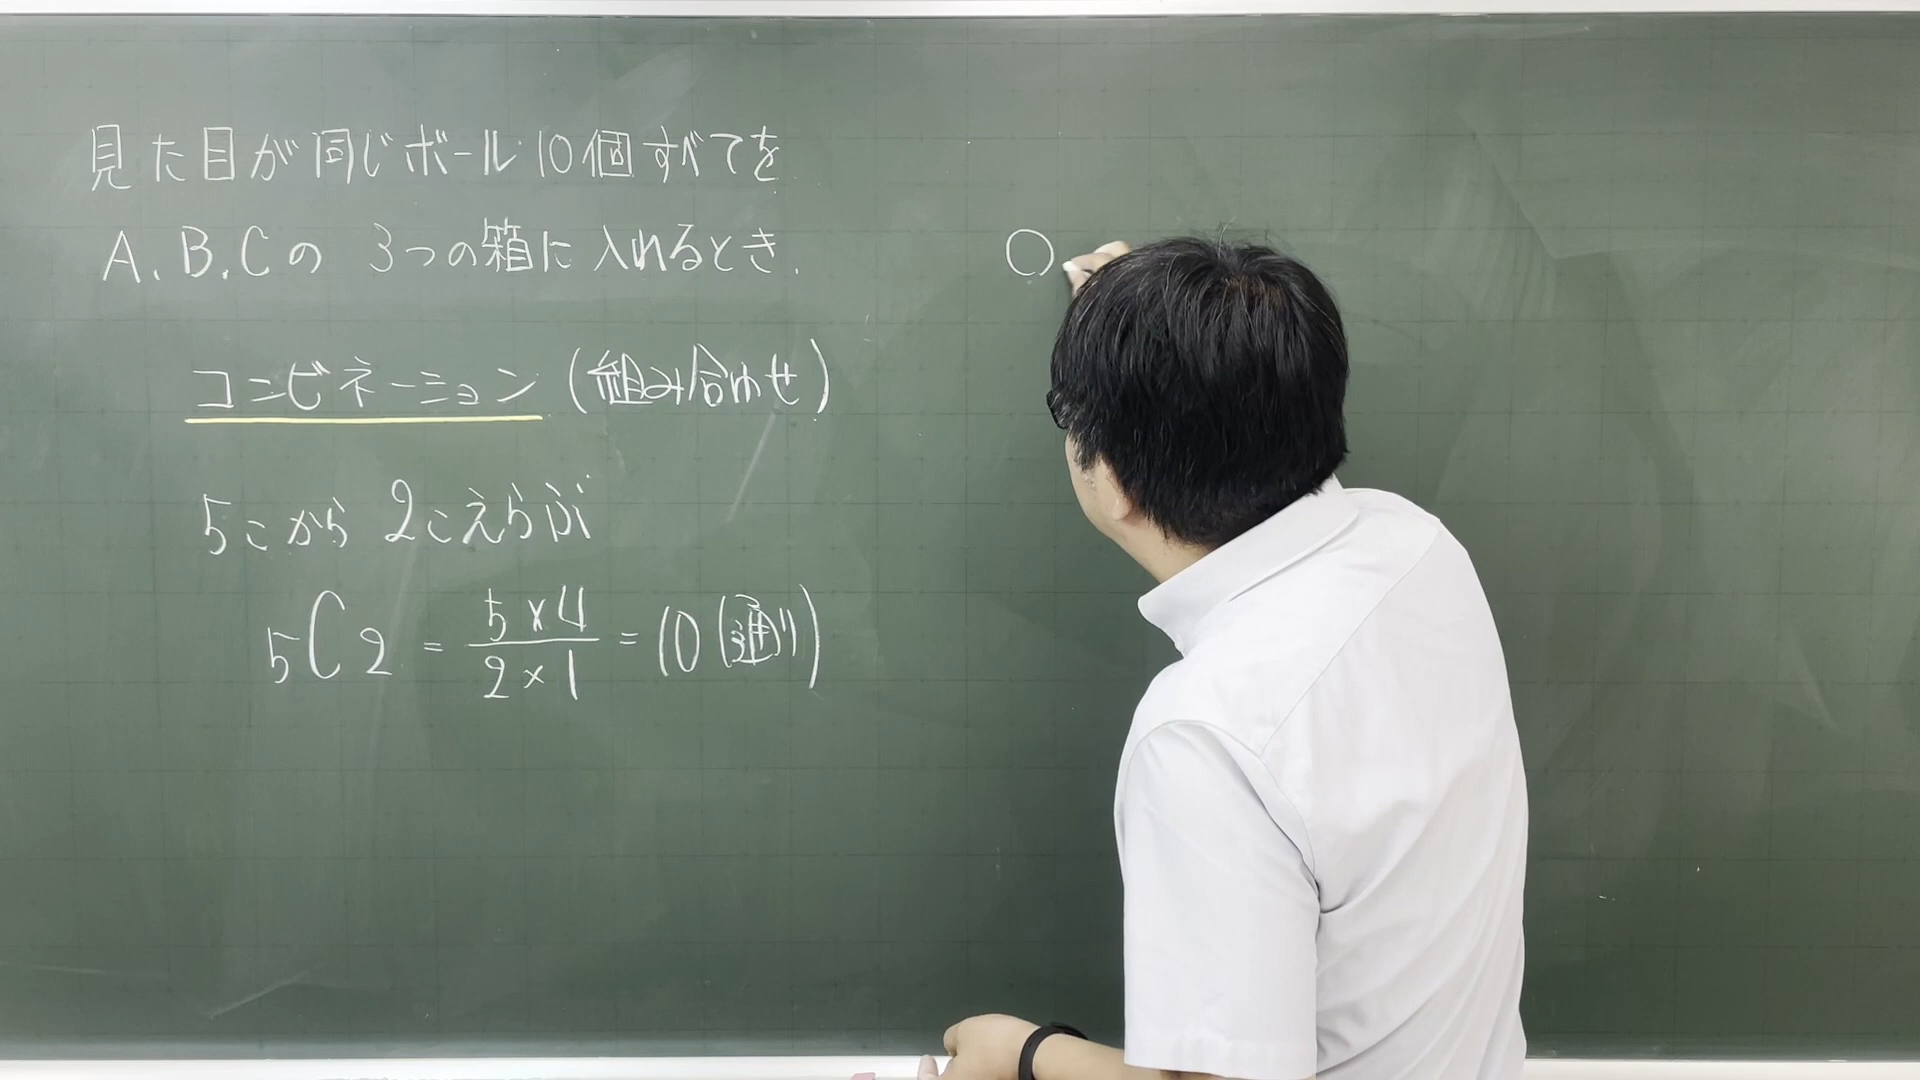 見た目が同じボール10個すべてを
A.B.Cの 3つの箱に入れるとき.
コンビネーション(組み合わせ)
5こから 2こえらぶ
5C2 = 5×4/2×1 = 10(通り)